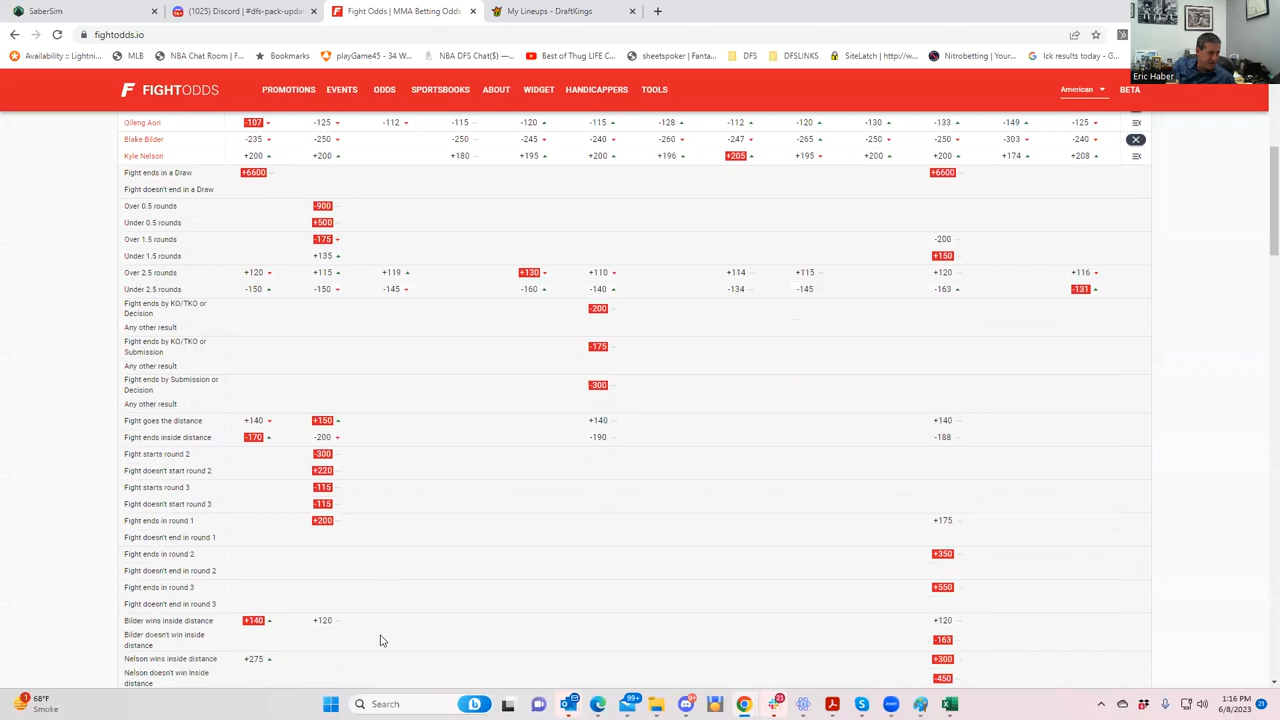 SaberSim
(1025) Discord | #dfs-pack-updat
Fight Odds | MMA Betting Odds
My Lineups - DraftKings
fightodds.io
Availability :: Nitel...
MLB
NBA Chat Room ( F...
Bookmarks
playGame45 - 34 W...
NBA DFS Chat($) —...
Best of Thug LIFE C...
sheetspoker | Fanta...
DFS
DFSLINKS
SiteLatch | http://w...
Nitrobetting | Your...
Ick results today - G...
Eric Haber
FIGHTODDS PROMOTIONS EVENTS ODDS SPORTSBOOKS ABOUT WIDGET HANDICAPPERS TOOLS American BETA
Qileng Aori -107 -125 -112 -115 -120 -115 -128 -112 -120 -130 -133 -149 -125
Blake Bilder -235 -250 -250 -245 -240 -260 -247 -265 -250 -250 -303 -240
Kyle Nelson +200 +200 +180 +195 +200 +196 +205 +195 +200 +200 +174 +208
Fight ends in a Draw +6600 +6600
Fight doesn't end in a Draw
Over 0.5 rounds -900
Under 0.5 rounds +500
Over 1.5 rounds -175 -200
Under 1.5 rounds +135 +150
Over 2.5 rounds +120 +115 +119 +130 +110 +114 +115 +120 +116
Under 2.5 rounds -150 -150 -145 -160 -140 -134 -145 -163 -131
Fight ends by KO/TKO or
Decision -200
Any other result
Fight ends by KO/TKO or
Submission -175
Any other result
Fight ends by Submission or
Decision -300
Any other result
Fight goes the distance +140 +150 +140 +140
Fight ends inside distance -170 -200 -190 -188
Fight starts round 2 -300
Fight doesn't start round 2 +220
Fight starts round 3 -115
Fight doesn't start round 3 -115
Fight ends in round 1 +200 +175
Fight doesn't end in round 1
Fight ends in round 2 +350
Fight doesn't end in round 2
Fight ends in round 3 +550
Fight doesn't end in round 3
Bilder wins inside distance +140 +120 +120
Bilder doesn't win inside
distance -163
Nelson wins inside distance +275 +300
Nelson doesn't win Inside
distance -450
68°F
Smoke
Search
99+
21
1:16 PM
6/8/2023